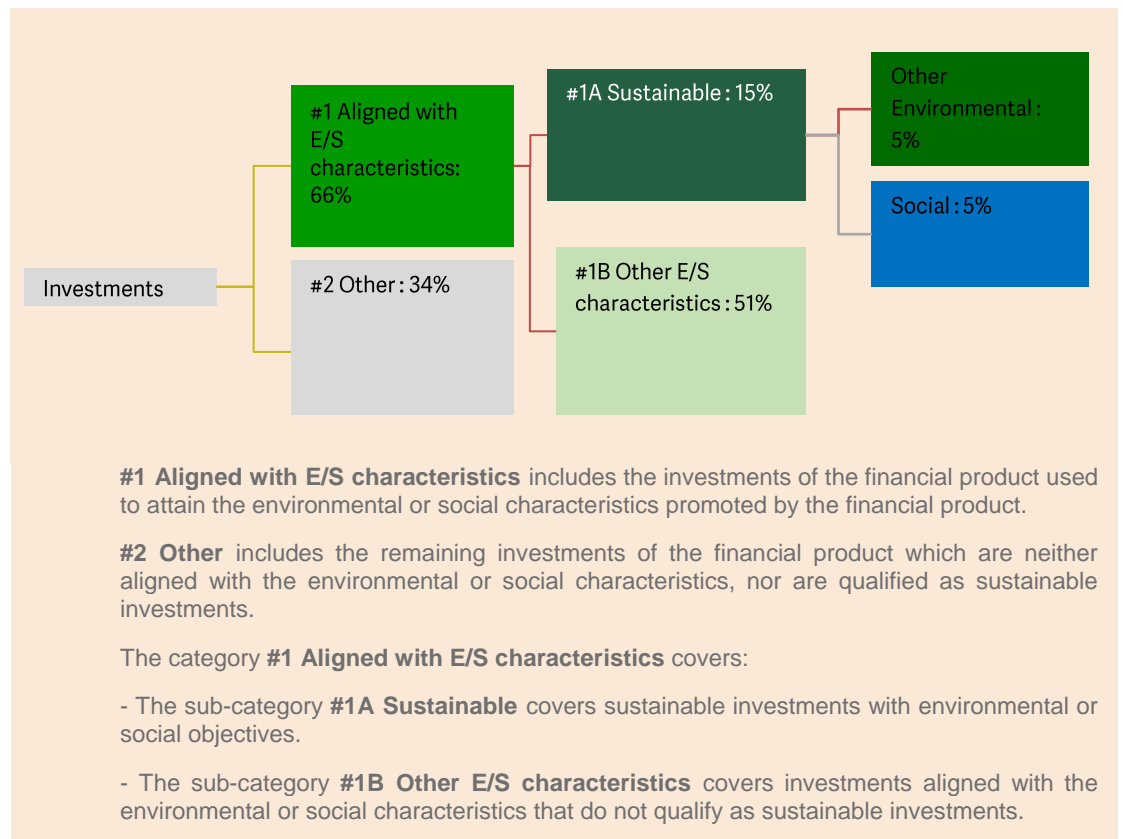 Investments
#1 Aligned with
E/S
characteristics:
66%
#2 Other : 34%
#1A Sustainable : 15%
#1B Other E/S
characteristics : 51%
Other
Environmental :
5%
Social : 5%
#1 Aligned with E/S characteristics includes the investments of the financial product used
to attain the environmental or social characteristics promoted by the financial product.
#2 Other includes the remaining investments of the financial product which are neither
aligned with the environmental or social characteristics, nor are qualified as sustainable
investments.
The category #1 Aligned with E/S characteristics covers:
- The sub-category #1A Sustainable covers sustainable investments with environmental or
social objectives.
- The sub-category #1B Other E/S characteristics covers investments aligned with the
environmental or social characteristics that do not qualify as sustainable investments.